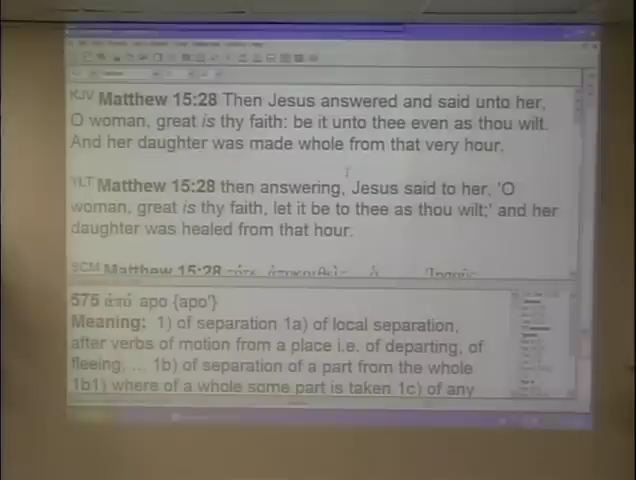 KJV Matthew 15:28 Then Jesus answered and said unto her,
O woman, great is thy faith: be it unto thee even as thou wilt.
And her daughter was made whole from that very hour.
YLT Matthew 15:28 then answering, Jesus said to her, 'O
woman, great is thy faith, let it be to thee as thou wilt;' and her
daughter was healed from that hour.
SCM Matthew 15:28
575 ἀπό apo {apo'}
Meaning: 1) of separation 1a) of local separation,
after verbs of motion from a place i.e. of departing, of
fleeing, ... 1b) of separation of a part from the whole
1b1) where of a whole some part is taken 1c) of any